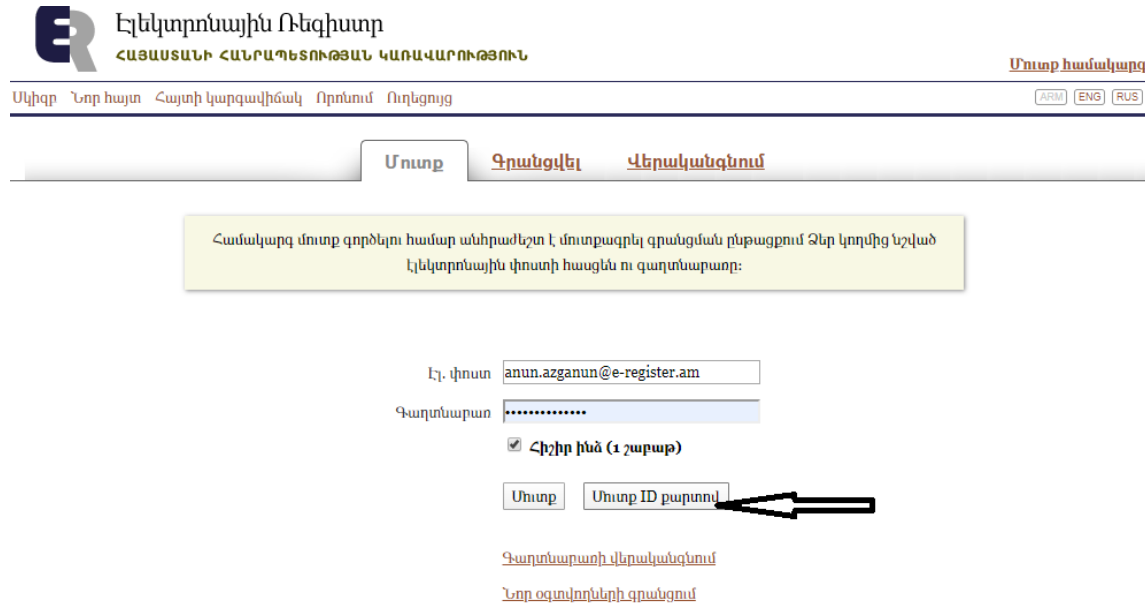 ER
Էլեկտրոնային Ռեգիստր
ՀԱՅԱՍՏԱՆԻ ՀԱՆՐԱՊԵՏՈՒԹՅԱՆ ԿԱՌԱՎԱՐՈՒԹՅՈՒՆ
Մուտք համակարգ
Սկիզբ Նոր հայտ Հայտի կարգավիճակ Որոնում Ուղեցույց
ARM ENG RUS
Մուտք Գրանցվել Վերականգնում
Համակարգ մուտք գործելու համար անհրաժեշտ է մուտքագրել գրանցման ընթացքում Ձեր կողմից նշված
էլեկտրոնային փոստի հասցեն ու գաղտնաբառը:
Էլ. փոստ anun.azganun@e-register.am
Գաղտնաբառ ••••••••••••••
Հիշիր ինձ (1 շաբաթ)
Մուտք Մուտք ID քարտով
Գաղտնաբառի վերականգնում
Նոր օգտվողների գրանցում